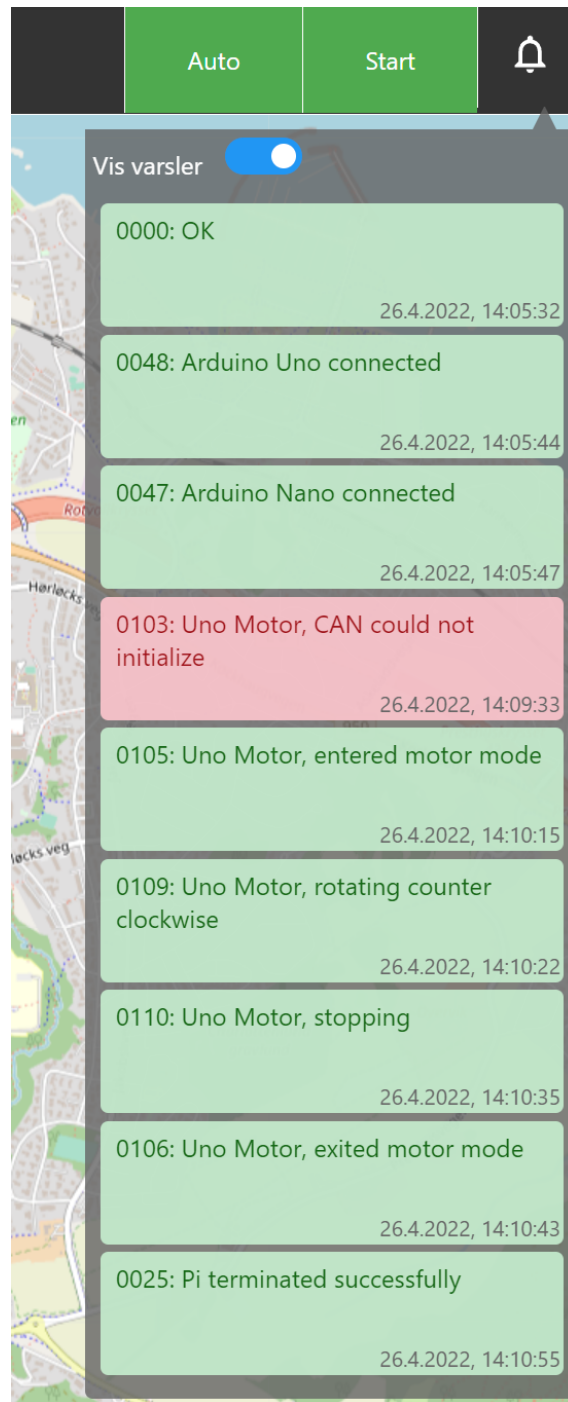 Auto
Start
Vis varsler
0000: OK
26.4.2022, 14:05:32
0048: Arduino Uno connected
26.4.2022, 14:05:44
0047: Arduino Nano connected
26.4.2022, 14:05:47
0103: Uno Motor, CAN could not
initialize
26.4.2022, 14:09:33
0105: Uno Motor, entered motor mode
26.4.2022, 14:10:15
0109: Uno Motor, rotating counter
clockwise
26.4.2022, 14:10:22
0110: Uno Motor, stopping
26.4.2022, 14:10:35
0106: Uno Motor, exited motor mode
26.4.2022, 14:10:43
0025: Pi terminated successfully
26.4.2022, 14:10:55
en
Hørløcks
løcks veg